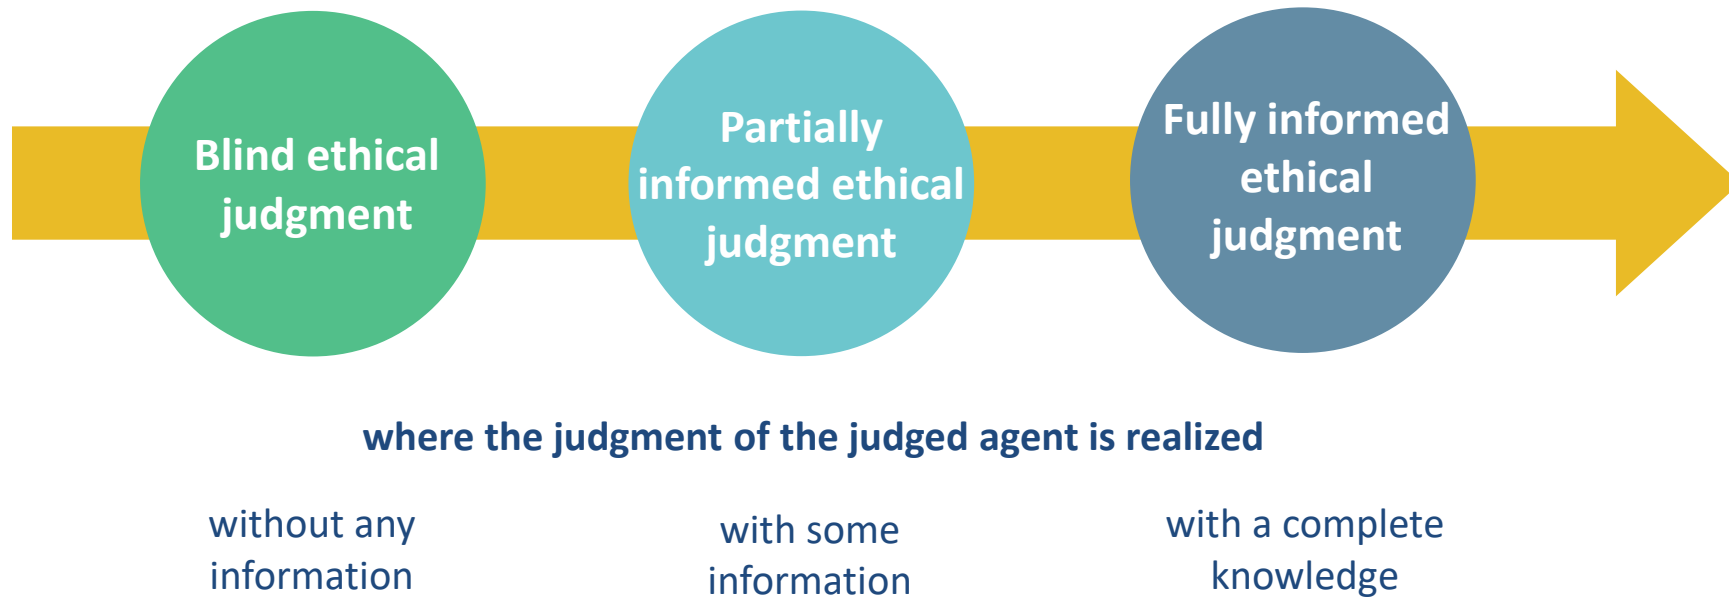 Blind ethical
judgment
Partially
informed ethical
judgment
Fully informed
ethical
judgment
where the judgment of the judged agent is realized
without any
information
with some
information
with a complete
knowledge